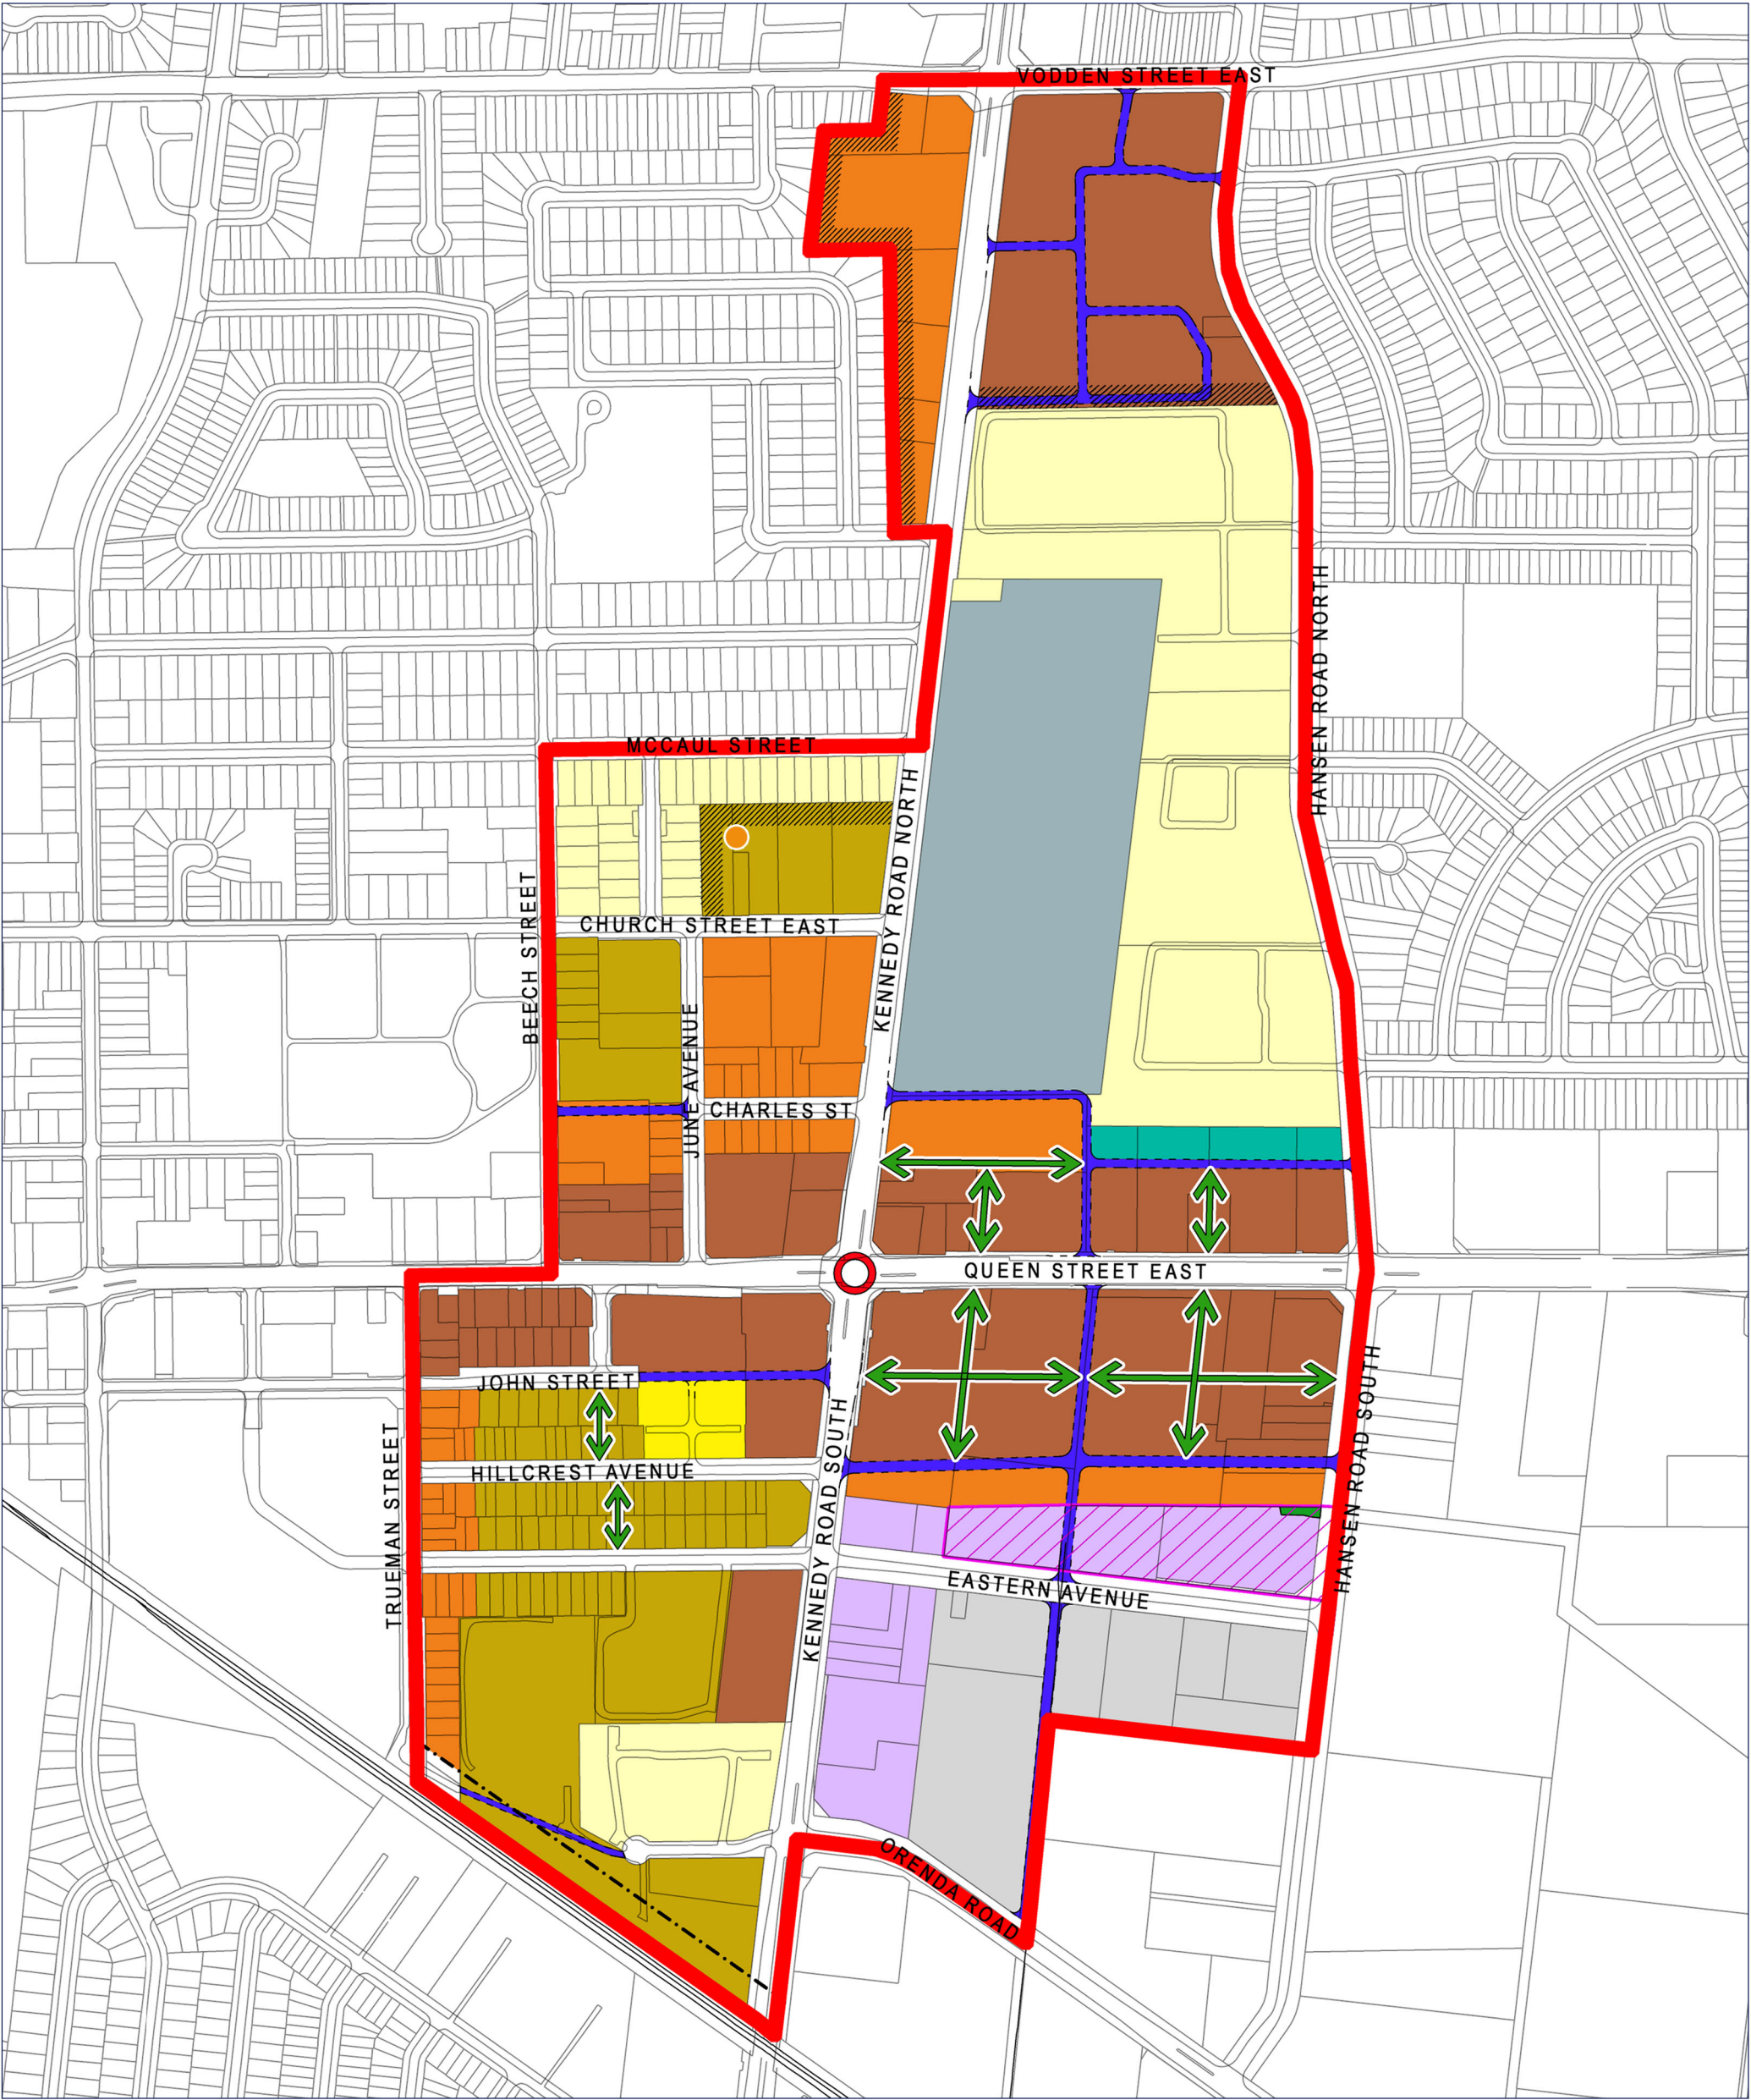 VODDEN STREET EAST
HANSEN ROAD NORTH
MCCAUL STREET
KENNEDY ROAD NORTH
BEECH STREET
CHURCH STREET EAST
JUNE AVENUE
CHARLES ST
QUEEN STREET EAST
JOHN STREET
HANSEN ROAD SOUTH
TRUEMAN STREET
KENNEDY ROAD SOUTH
HILLCREST AVENUE
EASTERN AVENUE
ORENDA ROAD